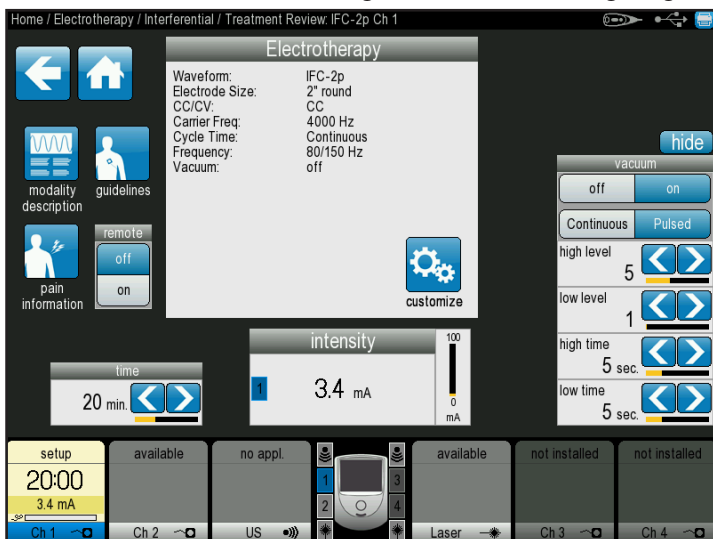 Home / Electrotherapy / Interferential / Treatment Review: IFC-2p Ch 1
Electrotherapy
Waveform: IFC-2p
Electrode Size: 2" round
CC/CV: CC
Carrier Freq: 4000 Hz
Cycle Time: Continuous
Frequency: 80/150 Hz
Vacuum: off
customize
modality description
guidelines
pain information
remote
off
on
hide
vacuum
off on
Continuous Pulsed
high level
5
low level
1
high time
5 sec.
low time
5 sec.
time
20 min.
intensity
1 3.4 mA
100
0
mA
setup
20:00
3.4 mA
Ch 1
available
Ch 2
no appl.
US
1
2
3
4
available
Laser
not installed
Ch 3
not installed
Ch 4